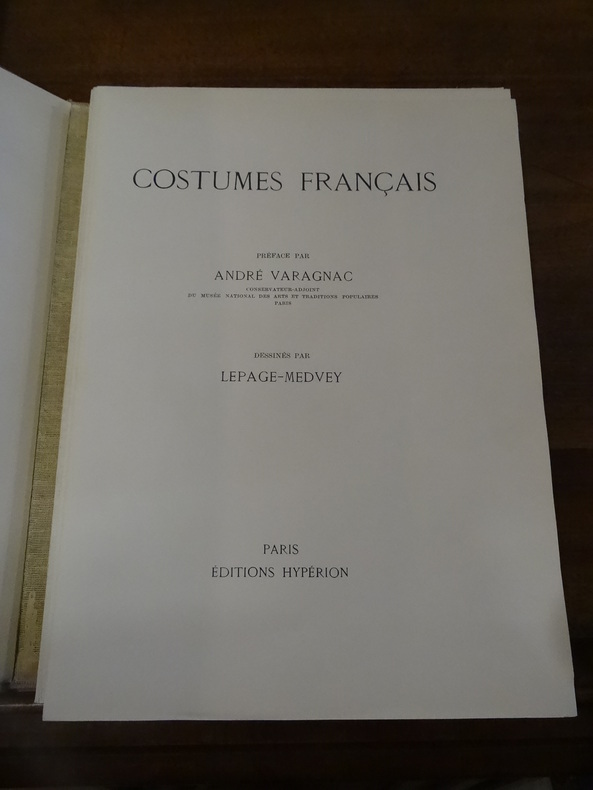 COSTUMES FRANÇAIS
PRÉFACE PAR
ANDRÉ VARAGNAC
CONSERVATEUR-ADJOINT
DU MUSÉE NATIONAL DES ARTS ET TRADITIONS POPULAIRES
PARIS
DESSINÉS PAR
LEPAGE-MEDVEY
PARIS
ÉDITIONS HYPÉRION